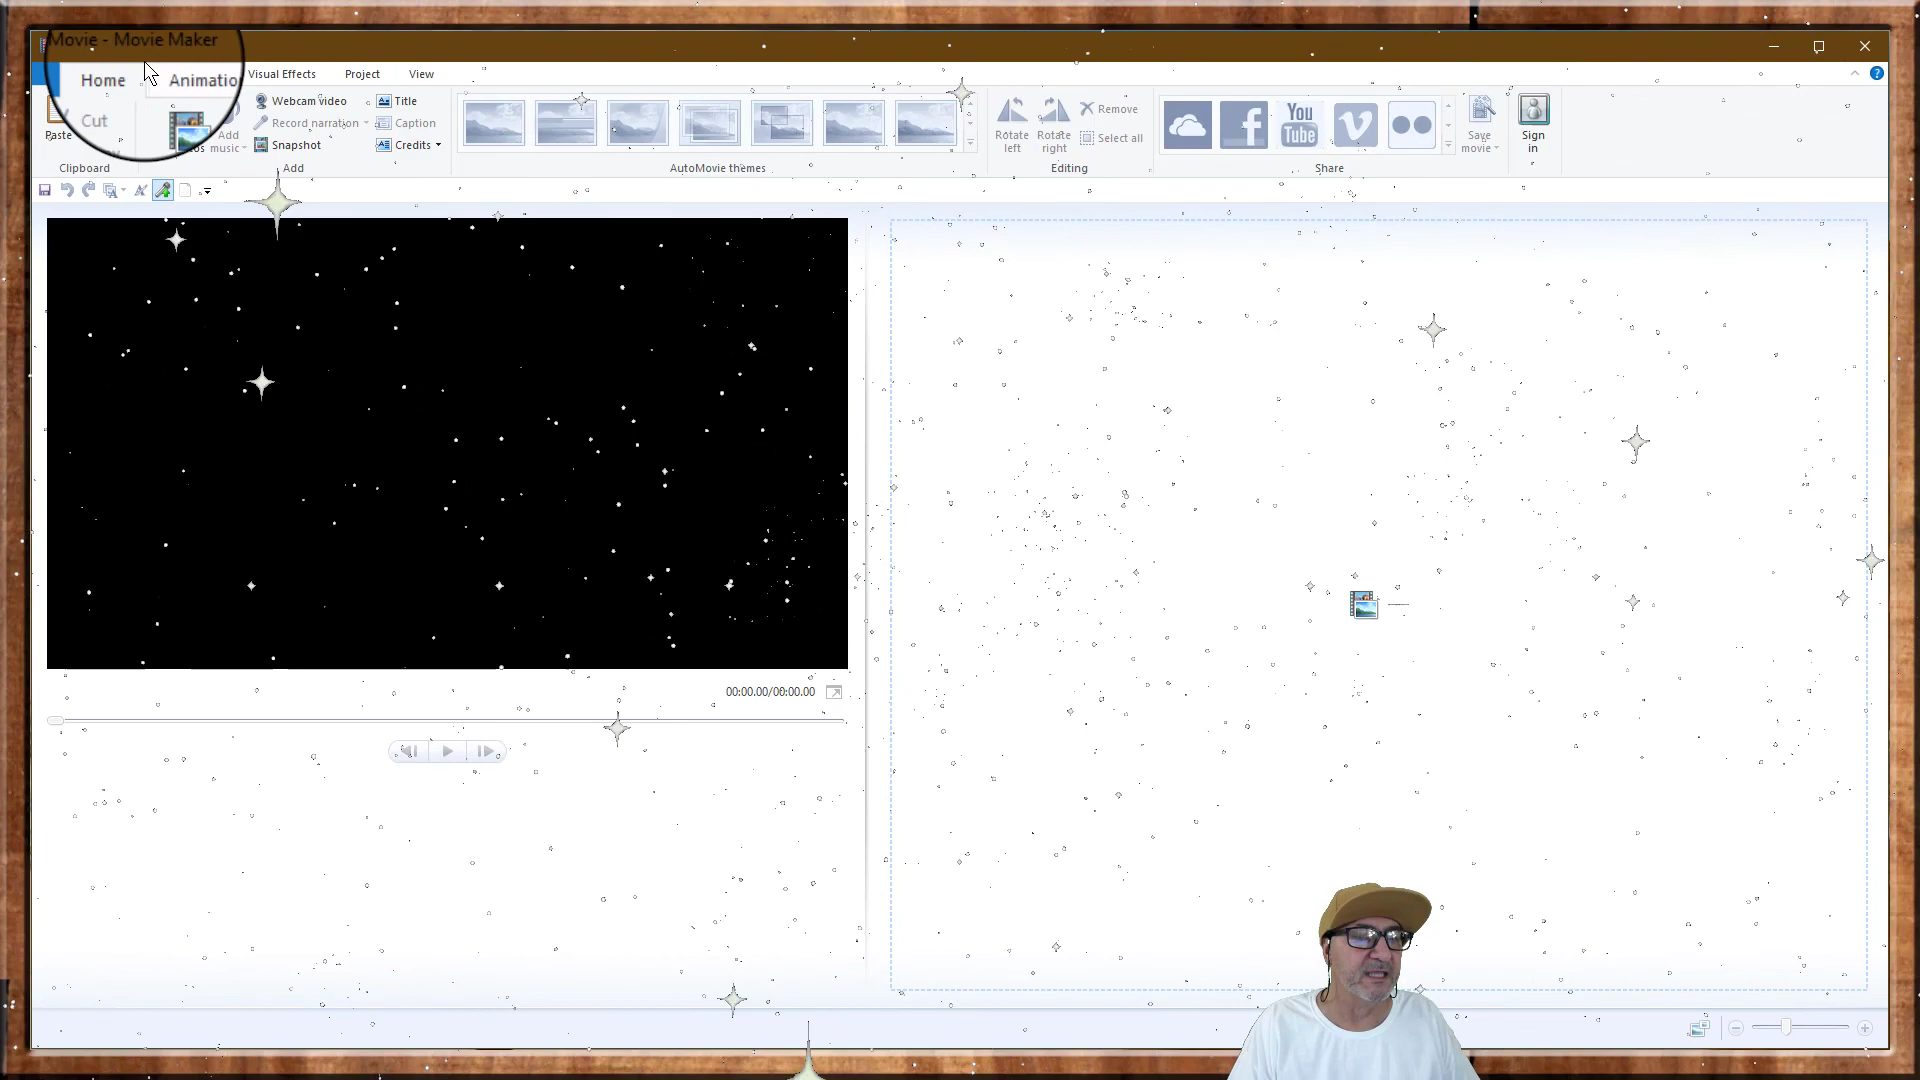 Movie - Movie Maker
Home
Animatio
Visual Effects
Project
View
Paste
Cut
Add
music
Webcam video
Record narration
Snapshot
Title
Caption
Credits
Rotate
left
Rotate
right
Remove
Select all
You
Tube
Save
movie
Sign
in
Clipboard
Add
AutoMovie themes
Editing
Share
00:00.00/00:00.00